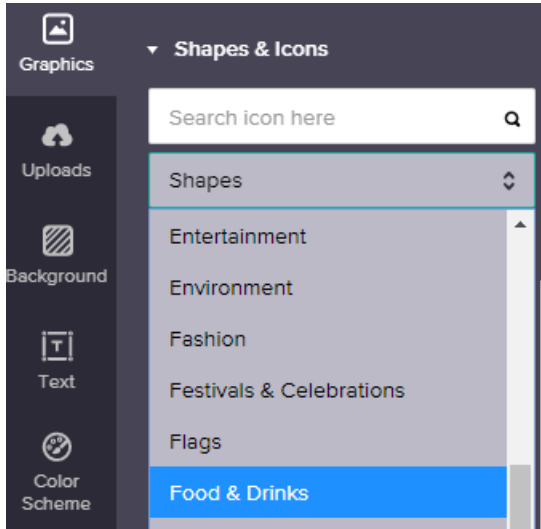 Graphics
Uploads
Background
Text
Color
Scheme
Shapes & Icons
Search icon here
Shapes
Entertainment
Environment
Fashion
Festivals & Celebrations
Flags
Food & Drinks